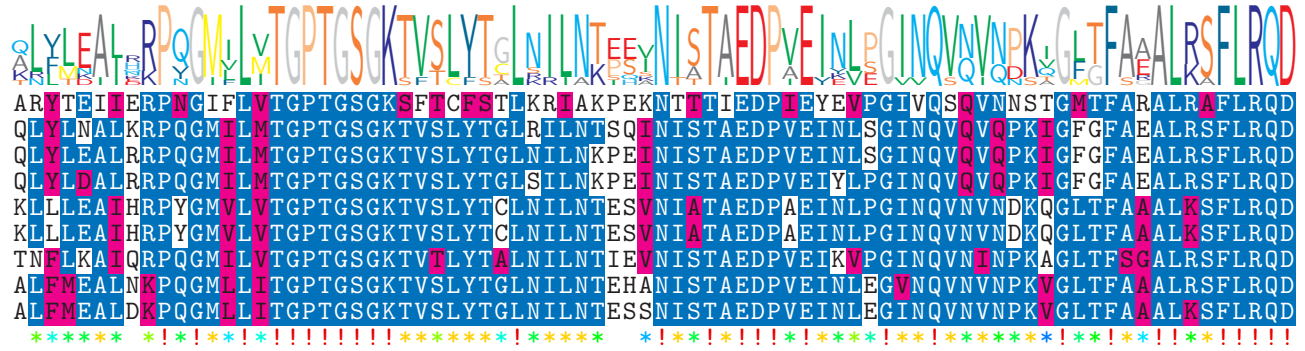 ARYTEIIERPNGIFLVTGPTGSGKSFTCFSTLKRIAKPEKNTTTIEDPIEYEVPGIVQSQVNNSTGMTFARALRAFLRQD
QLYLNALKRPQGMILMTGPTGSGKTVSLYTGLRILNTSQINISTAEDPVEINLSGINQVQVQPKIGFGFAEALRSFLRQD
QLYLEALRRPQGMILMTGPTGSGKTVSLYTGLNILNKPEINISTAEDPVEINLSGINQVQVQPKIGFGFAEALRSFLRQD
QLYLDALRRPQGMILMTGPTGSGKTVSLYTGLSILNKPEINISTAEDPVEIYLPGINQVQVQPKIGFGFAEALRSFLRQD
KLLLEAIHRPYGMVLVTGPTGSGKTVSLYTCLNILNTESVNIATAEDPAEINLPGINQVNVNDKQGLTFAAALKSFLRQD
KLLLEAIHRPYGMVLVTGPTGSGKTVSLYTCLNILNTESVNIATAEDPAEINLPGINQVNVNDKQGLTFAAALKSFLRQD
TNFLKAIQRPQGMILVTGPTGSGKTVTLYTALNILNTIEVNISTAEDPVEIKVPGINQVNINPKAGLTFSGALRSFLRQD
ALFMEALNKPQGMLLITGPTGSGKTVSLYTGLNILNTEHANISTAEDPVEINLEGVNQVNVNPKVGLTFAAALRSFLRQD
ALFMEALDKPQGMLLITGPTGSGKTVSLYTGLNILNTESSNISTAEDPVEINLEGINQVNVNPKVGLTFAAALKSFLRQD
****** *!*!**!*!!!!!!!!*******!*****  *!**!*!!!*!****!**!*******!**!**!!**!!!!!